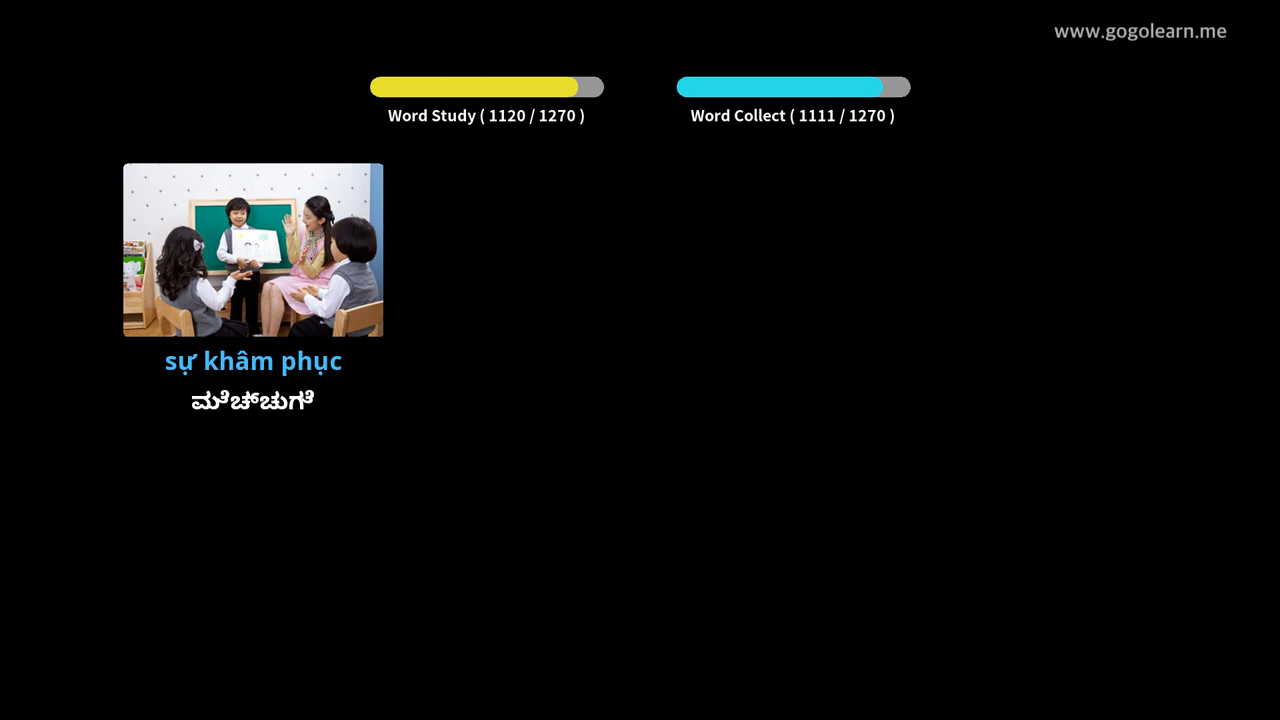 www.gogolearn.me
Word Study ( 1120 / 1270 )
Word Collect ( 1111 / 1270 )
sự khâm phục
ಮೆಚ್ಚುಗೆ